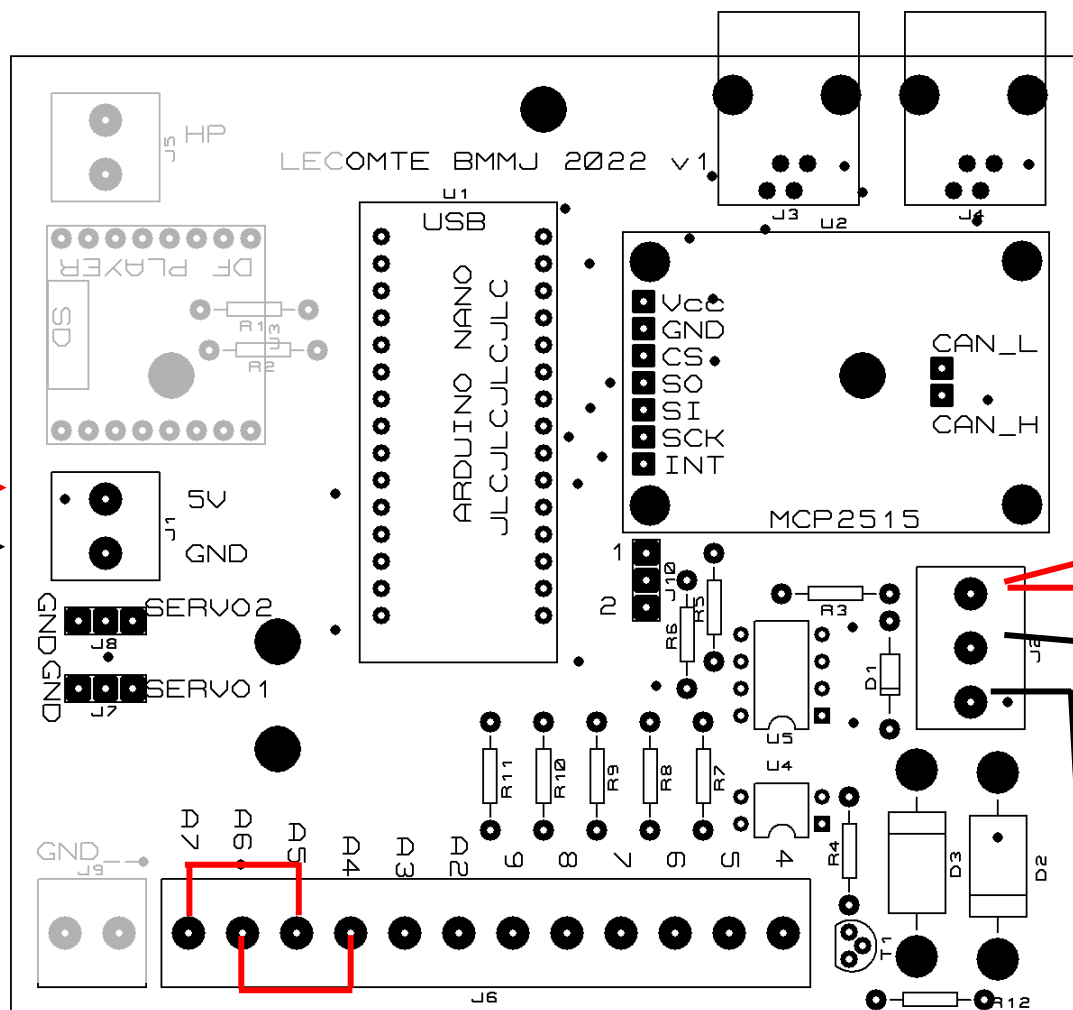 HP
J5
LECOMTE BMMJ 2022 v1
U1
J3
U2
J4
USB
DF PLAYER
SD
R1
U3
R2
ARDUINO NANO
JLCJLCJLCJLCJLC
Vcc
GND
CS
SO
SI
SCK
INT
CAN_L
CAN_H
MCP2515
5V
GND
J1
1
J10
2
R5
R6
R3
D1
J2
GND
SERVO2
J8
GND
SERVO1
J7
U5
U4
R11
R10
R9
R8
R7
R4
D3
D2
A7
A6
A5
A4
A3
A2
9
8
7
6
5
4
GND_
J9
J6
T1
R12